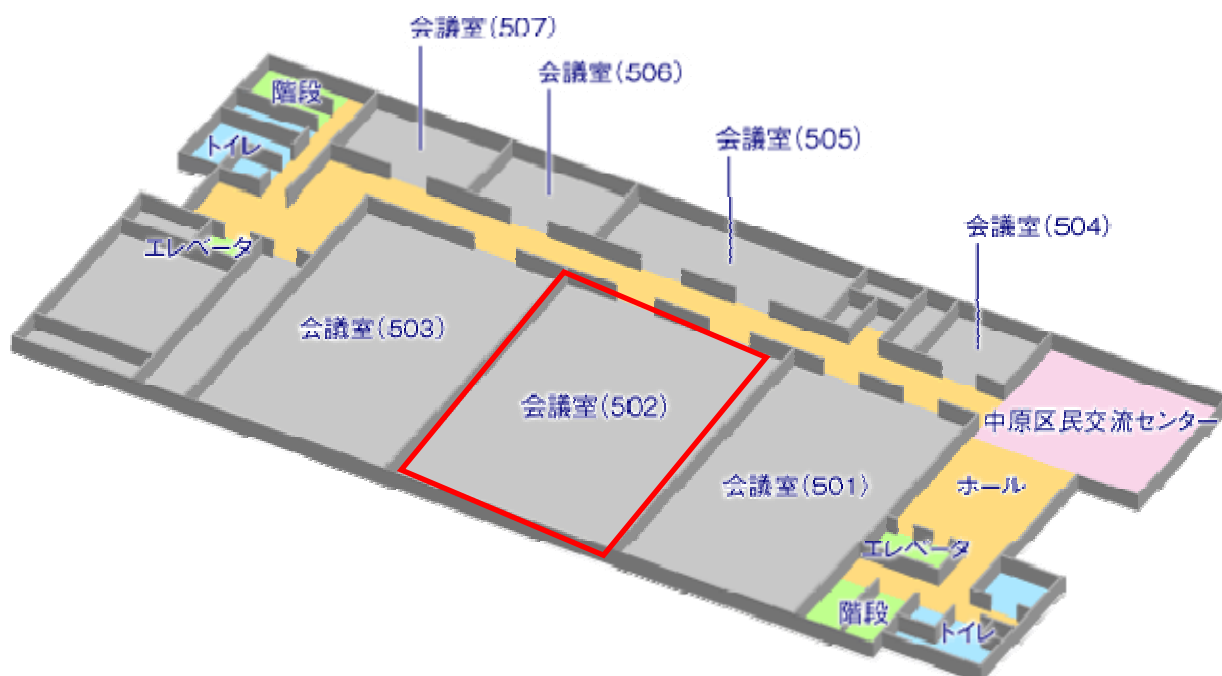 会議室(507)
会議室(506)
階段
会議室(505)
トイレ
会議室(504)
エレベータ
会議室(503)
会議室(502)
中原区民交流センター
会議室(501)
ホール
エレベータ
階段
トイレ